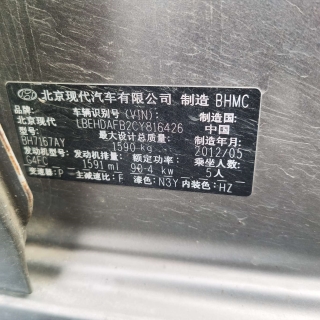 北京现代汽车有限公司 制造 BHMC
品牌: 车辆识别号(VIN): 制造国:
北京现代 LBEHDAFB2CY816426 中国
型号: 最大设计总质量: 制造年月:
BH7167AY 1590 kg 2012/05
发动机型号: 发动机排量: 额定功率: 乘坐人数:
G4FC 1591 ml 90.4 kw 5人
变速器: P 主减速比: F 漆色: N3Y 内装色: HZ